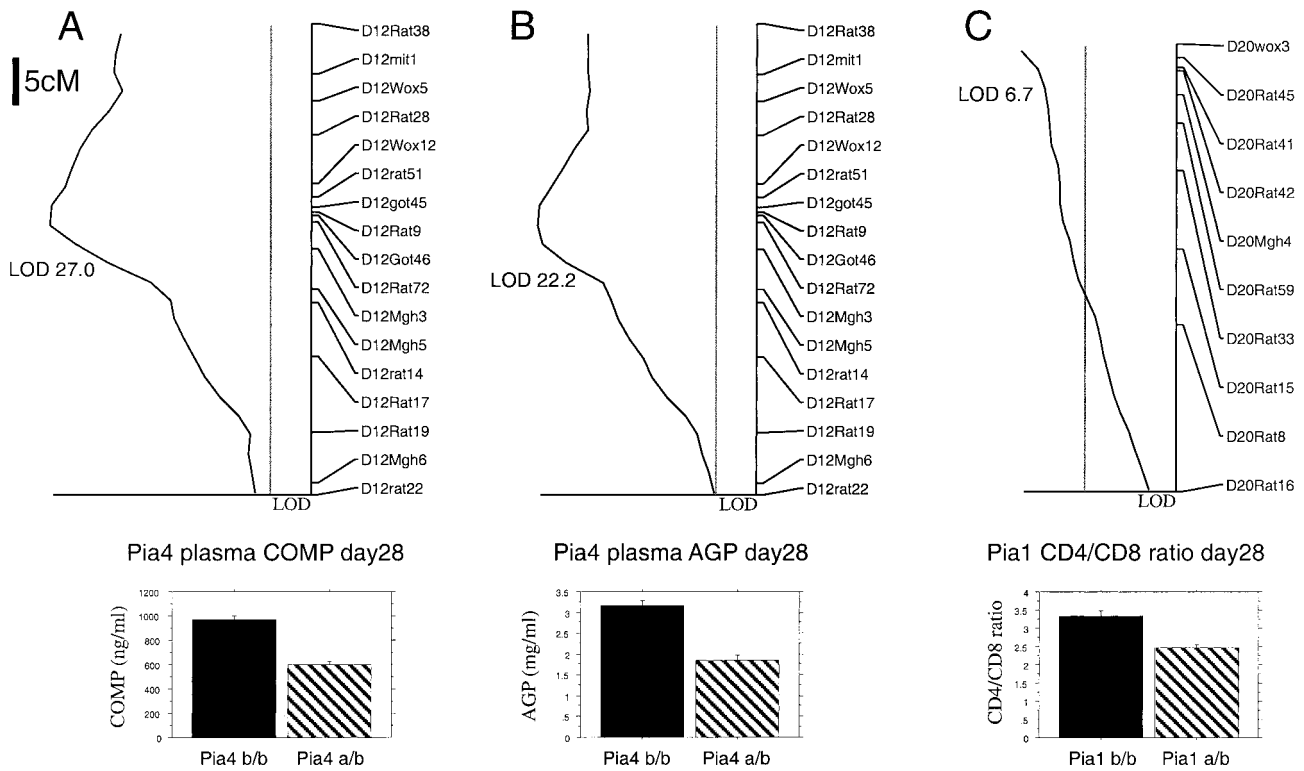 A
5cM
LOD 27.0
D12Rat38
D12mit1
D12Wox5
D12Rat28
D12Wox12
D12rat51
D12got45
D12Rat9
D12Got46
D12Rat72
D12Mgh3
D12Mgh5
D12rat14
D12Rat17
D12Rat19
D12Mgh6
D12rat22
LOD
B
LOD 22.2
D12Rat38
D12mit1
D12Wox5
D12Rat28
D12Wox12
D12rat51
D12got45
D12Rat9
D12Got46
D12Rat72
D12Mgh3
D12Mgh5
D12rat14
D12Rat17
D12Rat19
D12Mgh6
D12rat22
LOD
C
LOD 6.7
D20wox3
D20Rat45
D20Rat41
D20Rat42
D20Mgh4
D20Rat59
D20Rat33
D20Rat15
D20Rat8
D20Rat16
LOD
Pia4 plasma COMP day28
COMP (ng/ml)
1200
1000
800
600
400
200
0
Pia4 b/b Pia4 a/b
Pia4 plasma AGP day28
AGP (mg/ml)
3.5
3
2.5
2
1.5
1
.5
0
Pia4 b/b Pia4 a/b
Pia1 CD4/CD8 ratio day28
CD4/CD8 ratio
4
3.5
3
2.5
2
1.5
1
.5
0
Pia1 b/b Pia1 a/b